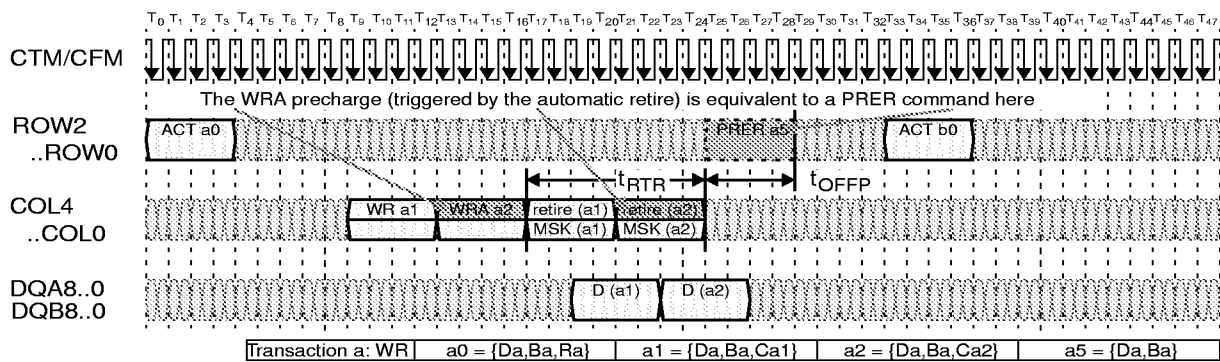 T0 T1 T2 T3 T4 T5 T6 T7 T8 T9 T10 T11 T12 T13 T14 T15 T16 T17 T18 T19 T20 T21 T22 T23 T24 T25 T26 T27 T28 T29 T30 T31 T32 T33 T34 T35 T36 T37 T38 T39 T40 T41 T42 T43 T44 T45 T46 T47
CTM/CFM
The WRA precharge (triggered by the automatic retire) is equivalent to a PRER command here
ROW2
..ROW0
ACT a0
PRER a5
ACT b0
tRTR
tOFFP
COL4
..COL0
WR a1
WRA a2
retire (a1)
retire (a2)
MSK (a1)
MSK (a2)
DQA8..0
DQB8..0
D (a1)
D (a2)
Transaction a: WR
a0 = {Da,Ba,Ra}
a1 = {Da,Ba,Ca1}
a2 = {Da,Ba,Ca2}
a5 = {Da,Ba}